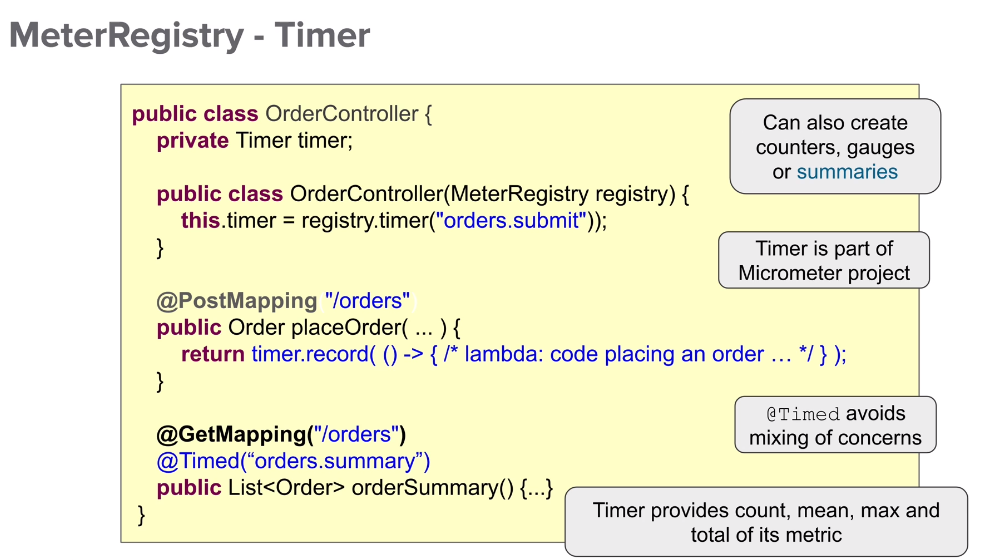 MeterRegistry - Timer
public class OrderController {
private Timer timer;
public class OrderController(MeterRegistry registry) {
this.timer = registry.timer("orders.submit"));
}
@PostMapping "/orders"
public Order placeOrder( ... ) {
return timer.record( () -> { /* lambda: code placing an order … */ } );
}
@GetMapping("/orders")
@Timed(“orders.summary”)
public List<Order> orderSummary() {...}
}
Can also create
counters, gauges
or summaries
Timer is part of
Micrometer project
@Timed avoids
mixing of concerns
Timer provides count, mean, max and
total of its metric